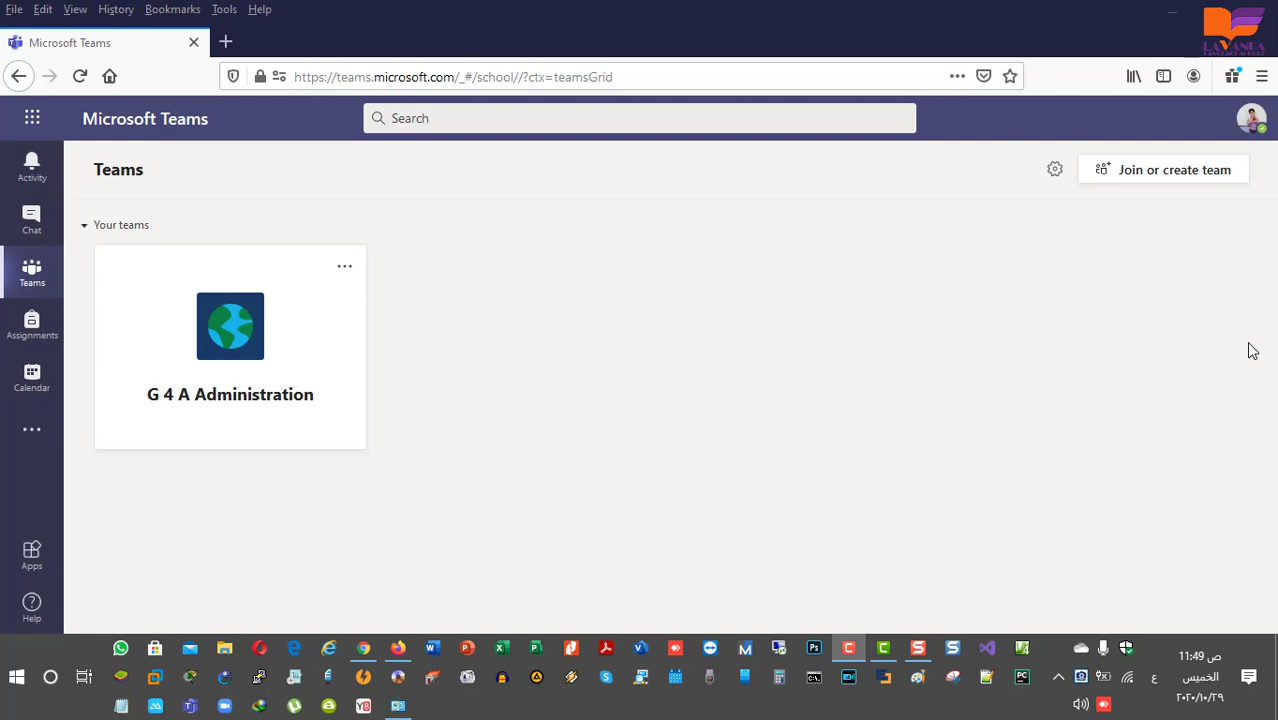 File Edit View History Bookmarks Tools Help
Microsoft Teams
https://teams.microsoft.com/_#/school//?ctx=teamsGrid
Microsoft Teams
Search
Activity
Chat
Teams
Assignments
Calendar
Apps
Help
Teams
Join or create team
Your teams
G 4 A Administration
11:49 ص
الخميس
٢٠٢٠/١٠/٢٩
ع